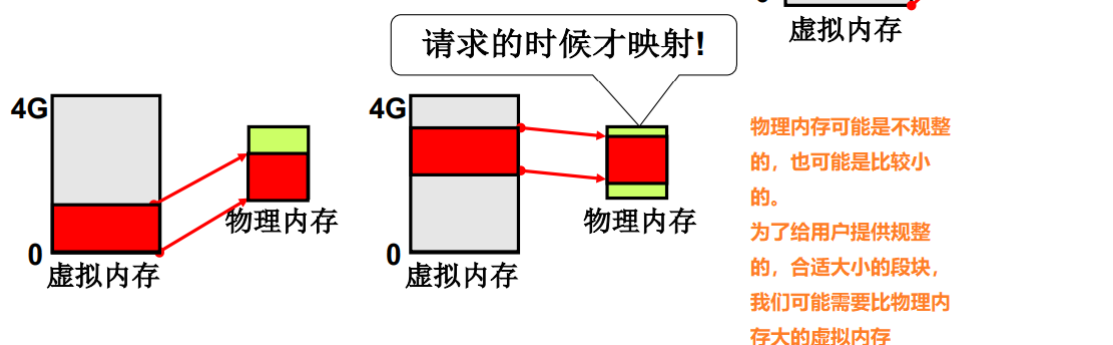 虚拟内存
请求的时候才映射!
4G
物理内存
0
虚拟内存
4G
物理内存
0
虚拟内存
物理内存可能是不规整
的，也可能是比较小
的。
为了给用户提供规整
的，合适大小的段块，
我们可能需要比物理内
存大的虚拟内存